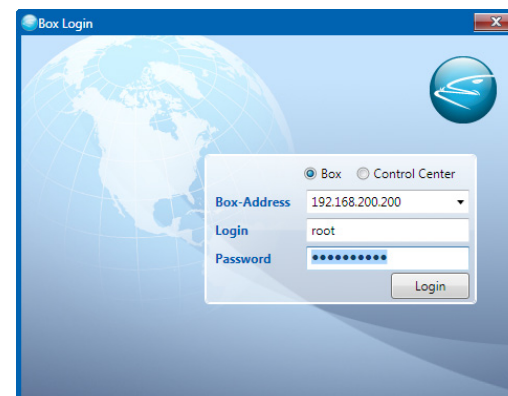 Box Login
Box Control Center
Box-Address 192.168.200.200
Login root
Password ••••••••••
Login